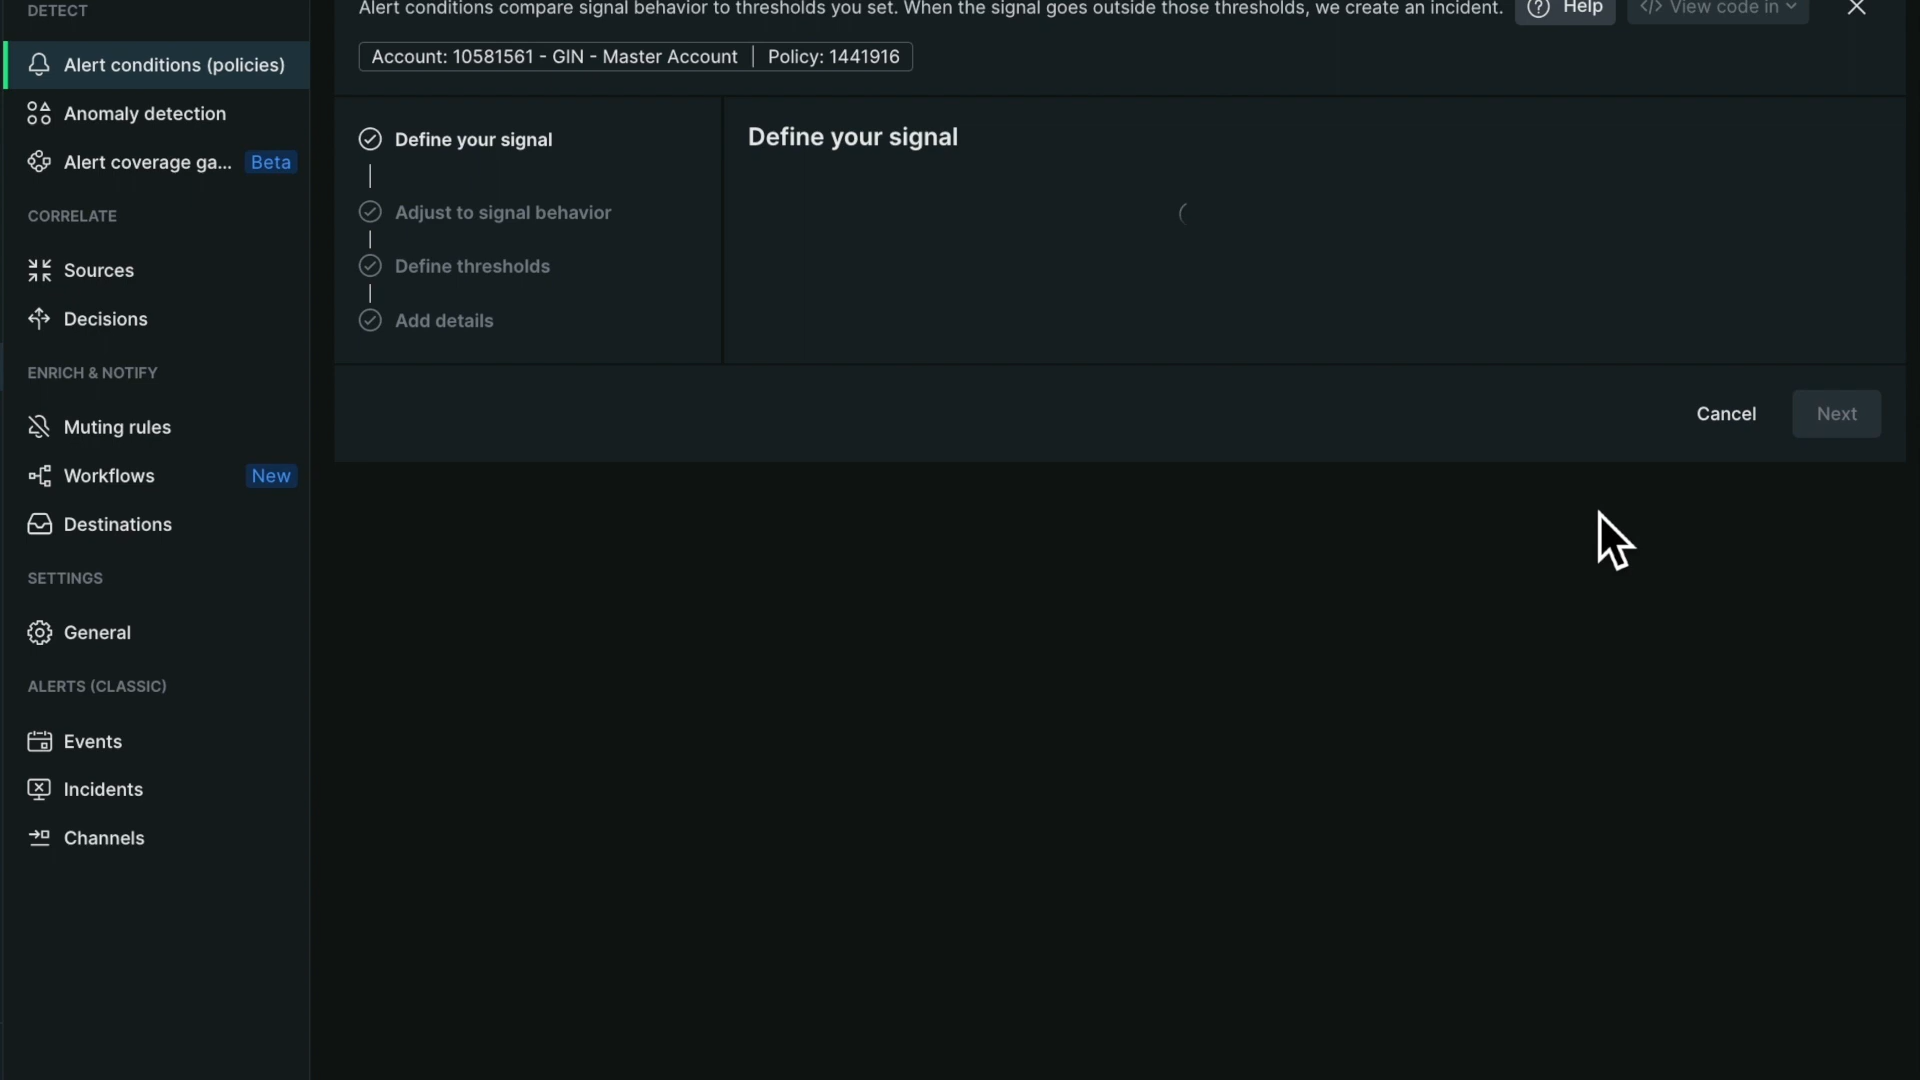 DETECT
Alert conditions (policies)
Anomaly detection
Alert coverage ga... Beta
CORRELATE
Sources
Decisions
ENRICH & NOTIFY
Muting rules
Workflows New
Destinations
SETTINGS
General
ALERTS (CLASSIC)
Events
Incidents
Channels
Alert conditions compare signal behavior to thresholds you set. When the signal goes outside those thresholds, we create an incident.
Help
View code in
Account: 10581561 - GIN - Master Account | Policy: 1441916
Define your signal
Adjust to signal behavior
Define thresholds
Add details
Define your signal
Cancel
Next